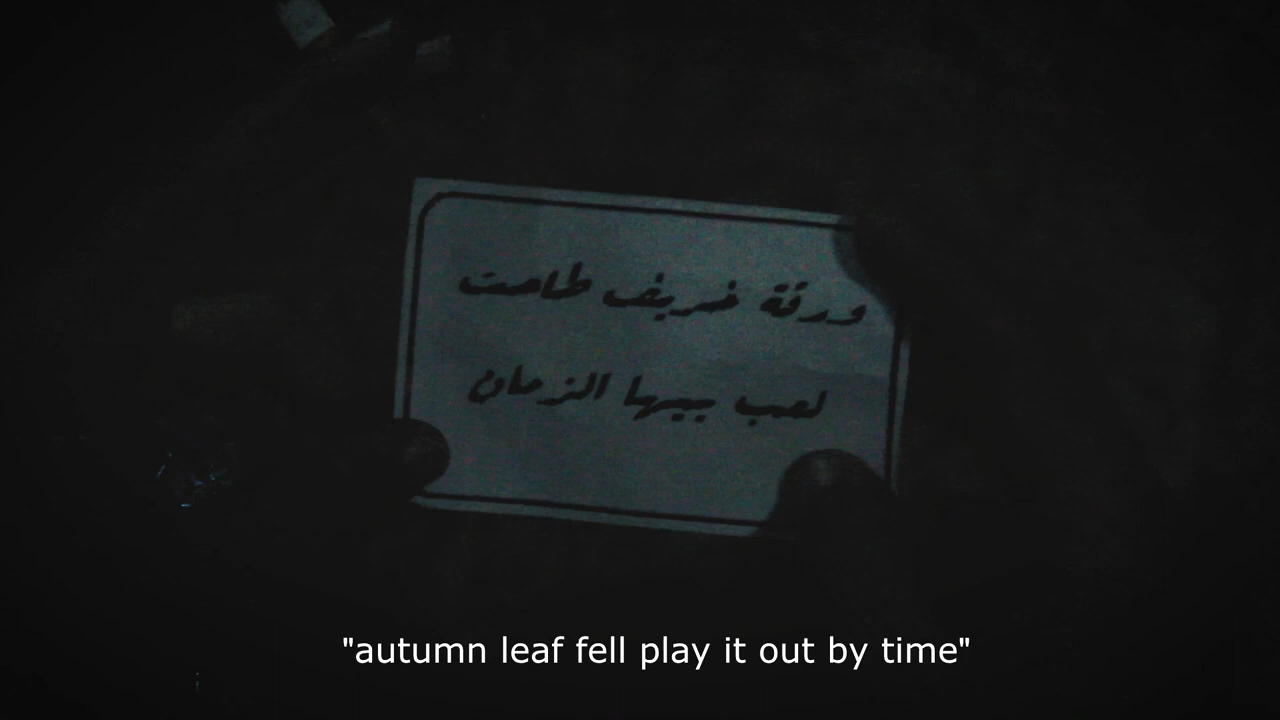 ورقة خريف طاحت
لعب بيها الزمان
"autumn leaf fell play it out by time"